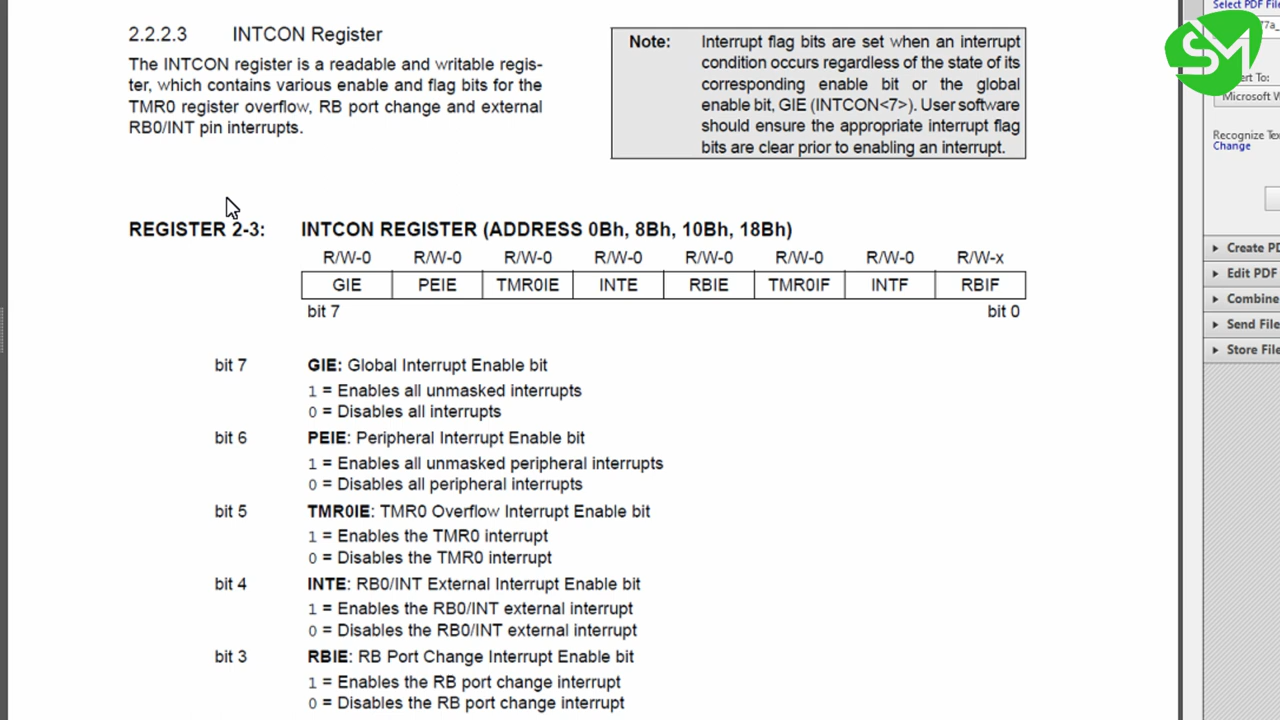 2.2.2.3 INTCON Register
The INTCON register is a readable and writable regis-
ter, which contains various enable and flag bits for the
TMR0 register overflow, RB port change and external
RB0/INT pin interrupts.
Note: Interrupt flag bits are set when an interrupt
condition occurs regardless of the state of its
corresponding enable bit or the global
enable bit, GIE (INTCON<7>). User software
should ensure the appropriate interrupt flag
bits are clear prior to enabling an interrupt.
REGISTER 2-3: INTCON REGISTER (ADDRESS 0Bh, 8Bh, 10Bh, 18Bh)
R/W-0 R/W-0 R/W-0 R/W-0 R/W-0 R/W-0 R/W-0 R/W-x
GIE PEIE TMR0IE INTE RBIE TMR0IF INTF RBIF
bit 7 bit 0
bit 7 GIE: Global Interrupt Enable bit
1 = Enables all unmasked interrupts
0 = Disables all interrupts
bit 6 PEIE: Peripheral Interrupt Enable bit
1 = Enables all unmasked peripheral interrupts
0 = Disables all peripheral interrupts
bit 5 TMR0IE: TMR0 Overflow Interrupt Enable bit
1 = Enables the TMR0 interrupt
0 = Disables the TMR0 interrupt
bit 4 INTE: RB0/INT External Interrupt Enable bit
1 = Enables the RB0/INT external interrupt
0 = Disables the RB0/INT external interrupt
bit 3 RBIE: RB Port Change Interrupt Enable bit
1 = Enables the RB port change interrupt
0 = Disables the RB port change interrupt
Select PDF File
SM
Microsoft W
Recognize Tex
Change
Create PD
Edit PDF
Combine
Send File
Store File